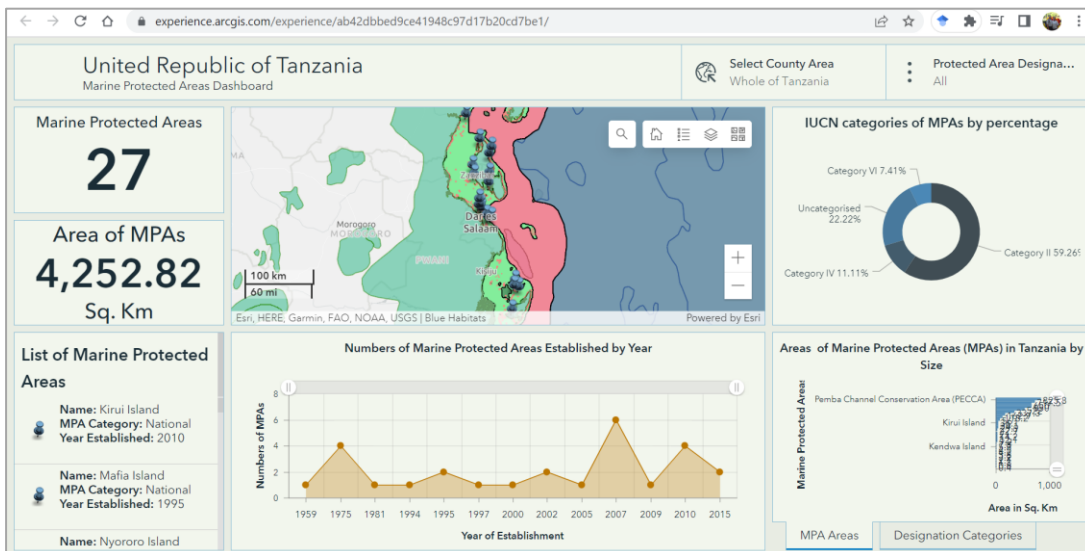 experience.arcgis.com/experience/ab42dbbed9ce41948c97d17b20cd7be1/
United Republic of Tanzania
Marine Protected Areas Dashboard
Select County Area
Whole of Tanzania
Protected Area Designa...
All
Marine Protected Areas
27
Area of MPAs
4,252.82
Sq. Km
Morogoro
Dar es
Salaam
PWANI
Kibiti
100 km
60 mi
Esri, HERE, Garmin, FAO, NOAA, USGS | Blue Habitats
Powered by Esri
IUCN categories of MPAs by percentage
Category VI 7.41%
Uncategorised
22.22%
Category II 59.26%
Category IV 11.11%
List of Marine Protected
Areas
Name: Kirui Island
MPA Category: National
Year Established: 2010
Name: Mafia Island
MPA Category: National
Year Established: 1995
Name: Nyororo Island
Numbers of Marine Protected Areas Established by Year
Numbers of MPAs
8
6
4
2
0
1959 1975 1981 1994 1995 1997 2000 2002 2005 2007 2009 2010 2015
Year of Establishment
Areas of Marine Protected Areas (MPAs) in Tanzania by
Size
Marine Protected Areas
Pemba Channel Conservation Area (PECCA)
Kirui Island
Kendwa Island
0 1,000
Area in Sq. Km
MPA Areas
Designation Categories